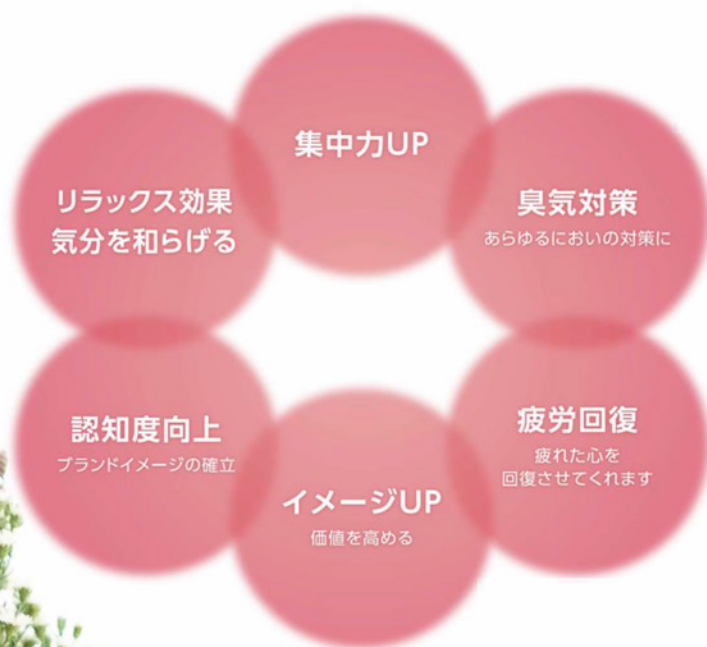 集中力UP
リラックス効果
気分を和らげる
臭気対策
あらゆるにおいの対策に
認知度向上
ブランドイメージの確立
疲労回復
疲れた心を
回復させてくれます
イメージUP
価値を高める